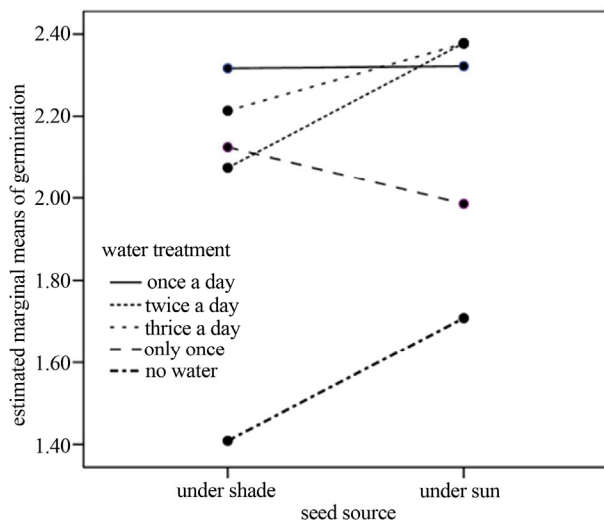 estimated marginal means of germination
2.40
2.20
2.00
1.80
1.60
1.40
water treatment
once a day
twice a day
thrice a day
only once
no water
under shade
under sun
seed source